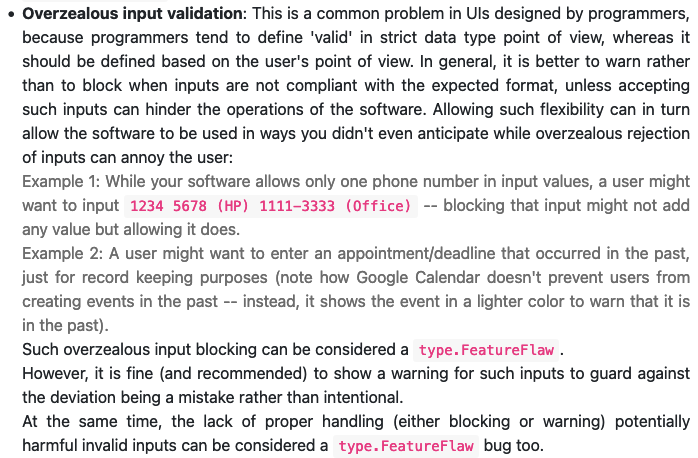 • Overzealous input validation: This is a common problem in UIs designed by programmers,
because programmers tend to define 'valid' in strict data type point of view, whereas it
should be defined based on the user's point of view. In general, it is better to warn rather
than to block when inputs are not compliant with the expected format, unless accepting
such inputs can hinder the operations of the software. Allowing such flexibility can in turn
allow the software to be used in ways you didn't even anticipate while overzealous rejection
of inputs can annoy the user:
Example 1: While your software allows only one phone number in input values, a user might
want to input 1234 5678 (HP) 1111-3333 (Office) -- blocking that input might not add
any value but allowing it does.
Example 2: A user might want to enter an appointment/deadline that occurred in the past,
just for record keeping purposes (note how Google Calendar doesn't prevent users from
creating events in the past -- instead, it shows the event in a lighter color to warn that it is
in the past).
Such overzealous input blocking can be considered a type.FeatureFlaw .
However, it is fine (and recommended) to show a warning for such inputs to guard against
the deviation being a mistake rather than intentional.
At the same time, the lack of proper handling (either blocking or warning) potentially
harmful invalid inputs can be considered a type.FeatureFlaw bug too.